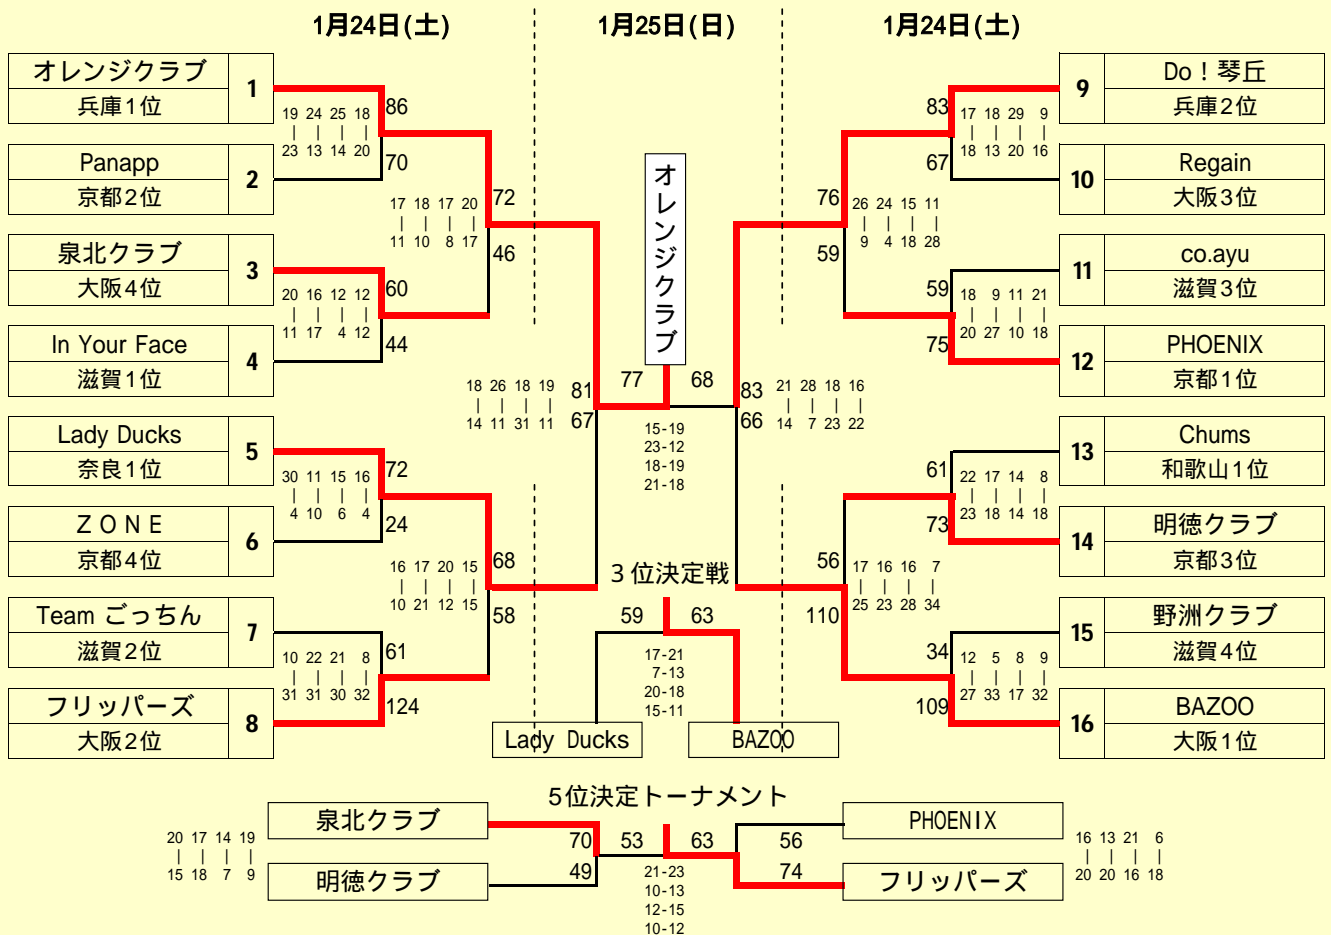 1月24日(土)
1月25日(日)
1月24日(土)
オレンジクラブ
兵庫1位
1
Panapp
京都2位
2
泉北クラブ
大阪4位
3
In Your Face
滋賀1位
4
Lady Ducks
奈良1位
5
ZONE
京都4位
6
Team ごっちん
滋賀2位
7
フリッパーズ
大阪2位
8
86
19 24 25 18
| | | |
23 13 14 20
70
60
20 16 12 12
| | | |
11 17 4 12
44
72
30 11 15 16
| | | |
4 10 6 4
24
61
10 22 21 8
| | | |
31 31 30 32
124
72
17 18 17 20
| | | |
11 10 8 17
46
68
16 17 20 15
| | | |
10 21 12 15
58
81
18 26 18 19
| | | |
14 11 31 11
67
オレンジクラブ
77 68
15-19
23-12
18-19
21-18
83
21 28 18 16
| | | |
14 7 23 22
66
3位決定戦
59 63
17-21
7-13
20-18
15-11
Lady Ducks
BAZOO
76
26 24 15 11
| | | |
9 4 18 28
59
56
17 16 16 7
| | | |
25 23 28 34
110
83
17 18 29 9
| | | |
18 13 20 16
67
59
18 9 11 21
| | | |
20 27 10 18
75
61
22 17 14 8
| | | |
23 18 14 18
73
34
12 5 8 9
| | | |
27 33 17 32
109
9
Do！琴丘
兵庫2位
10
Regain
大阪3位
11
co.ayu
滋賀3位
12
PHOENIX
京都1位
13
Chums
和歌山1位
14
明徳クラブ
京都3位
15
野洲クラブ
滋賀4位
16
BAZOO
大阪1位
5位決定トーナメント
泉北クラブ
明徳クラブ
20 17 14 19
| | | |
15 18 7 9
70
49
53 63
21-23
10-13
12-15
10-12
56
74
PHOENIX
フリッパーズ
16 13 21 6
| | | |
20 20 16 18